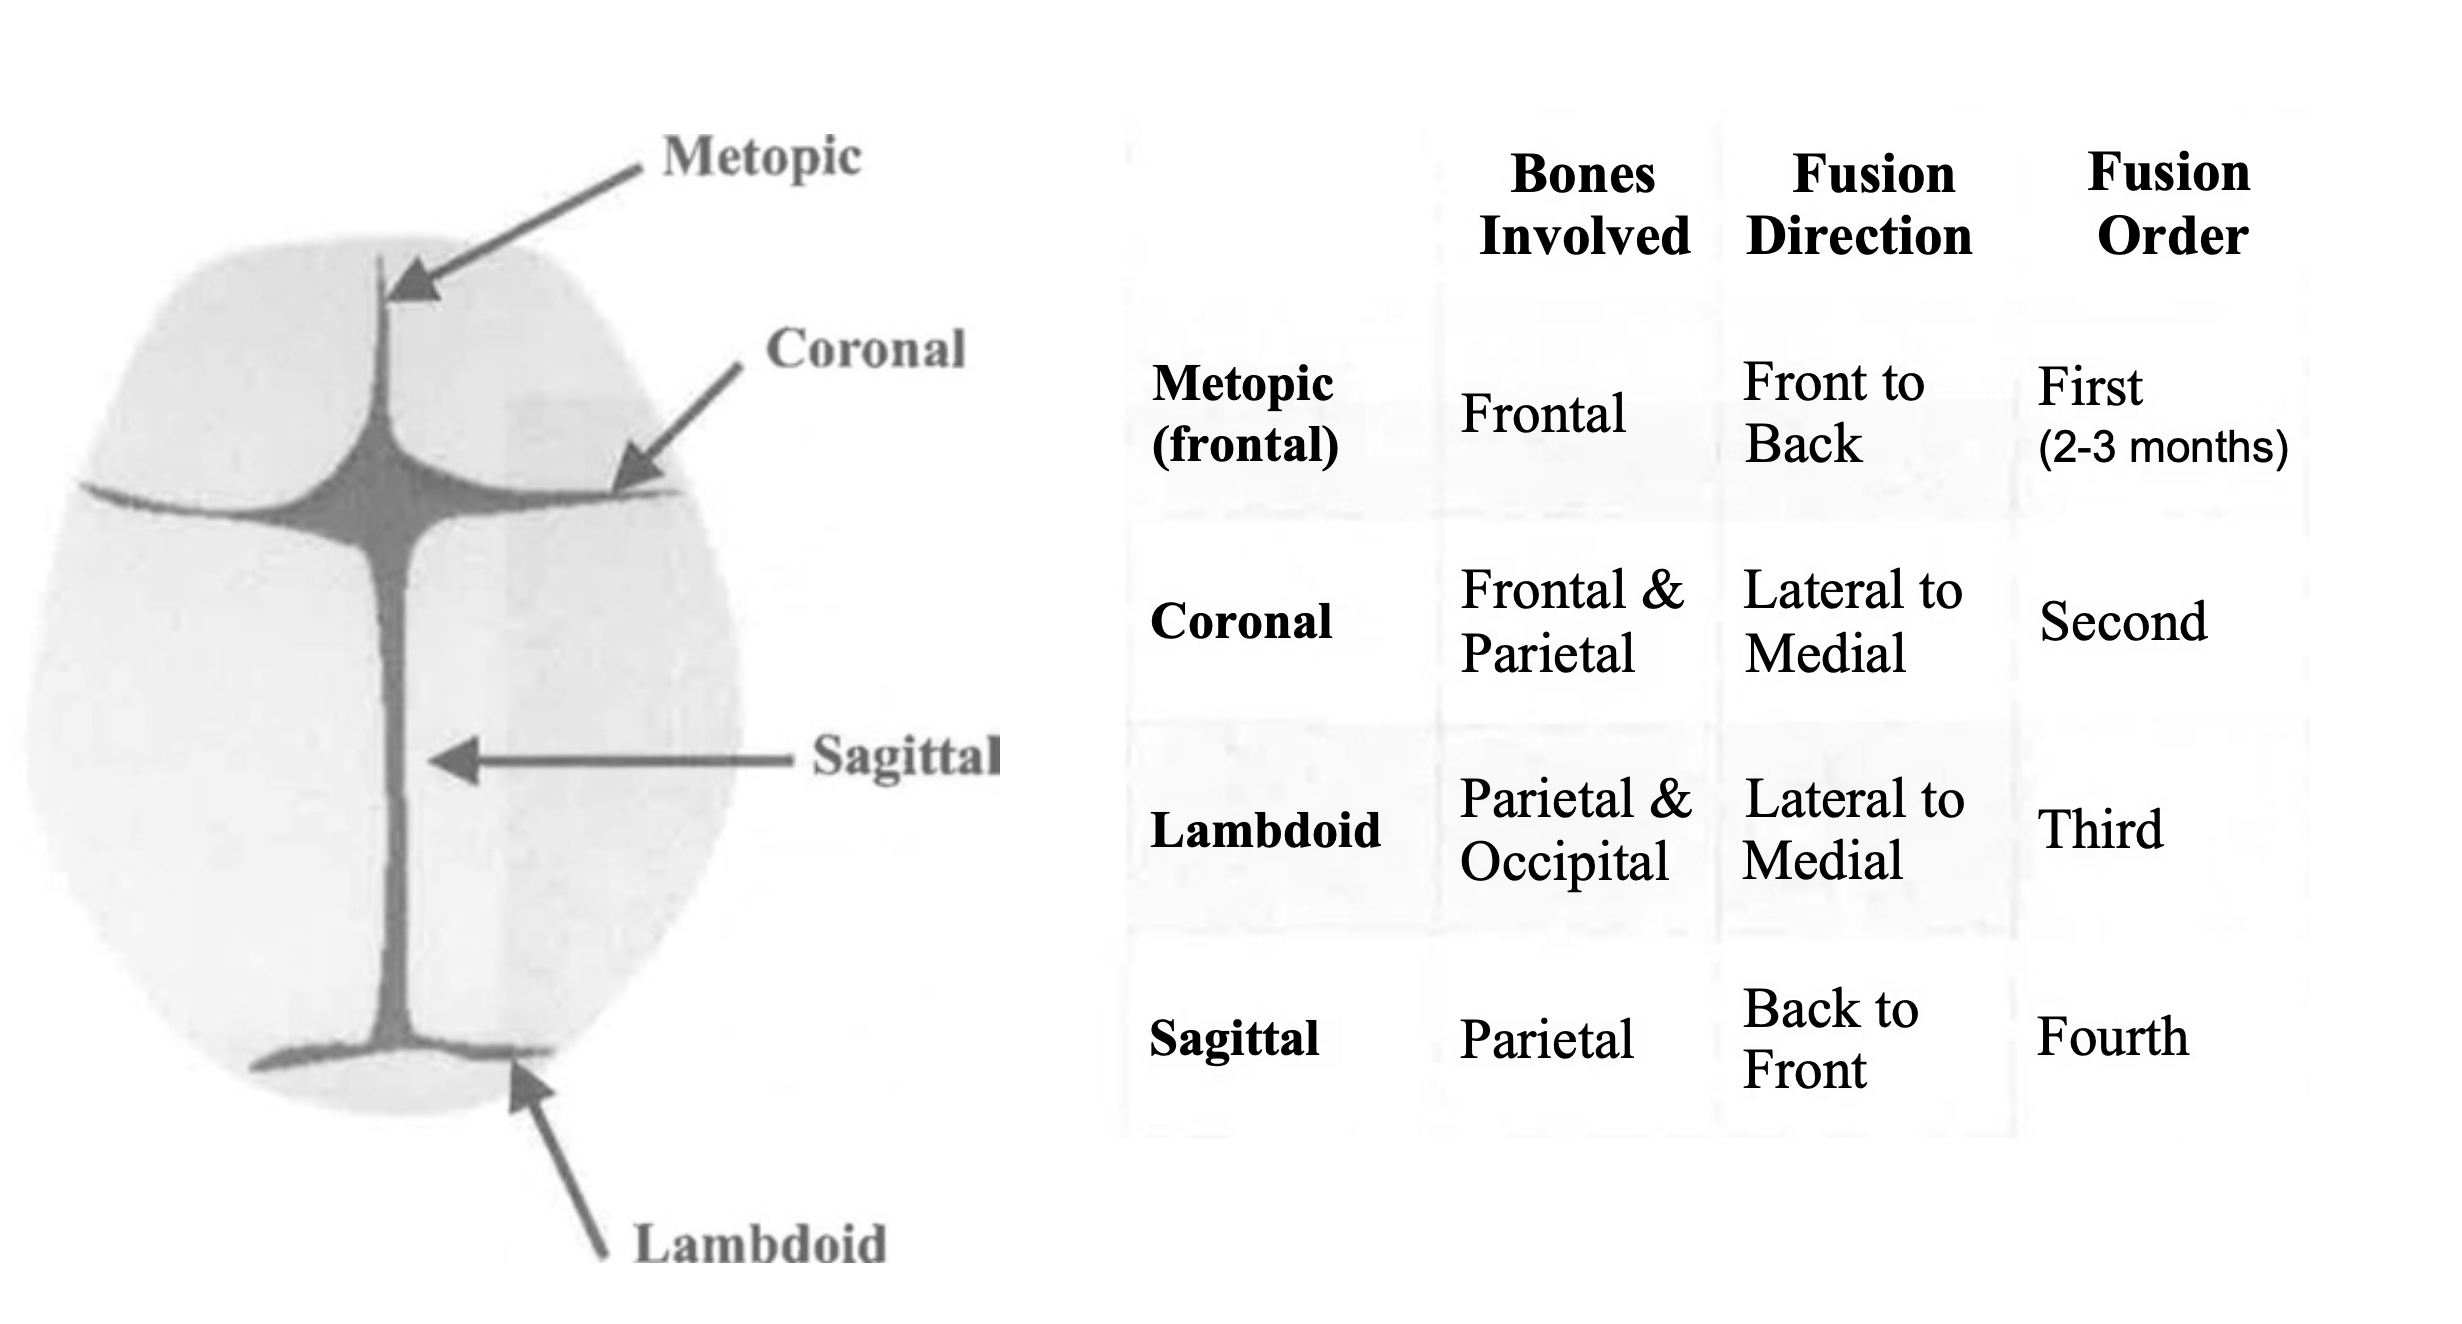 Metopic
Coronal
Sagittal
Lambdoid
Bones Involved
Fusion Direction
Fusion Order
Metopic (frontal)
Frontal
Front to Back
First (2-3 months)
Coronal
Frontal & Parietal
Lateral to Medial
Second
Lambdoid
Parietal & Occipital
Lateral to Medial
Third
Sagittal
Parietal
Back to Front
Fourth